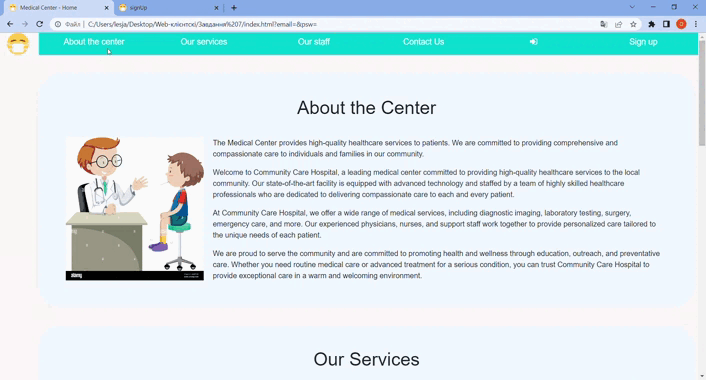 Medical Center - Home
signUp
Файл | C:/Users/lesja/Desktop/Web-клієнтскі/Завдання%207/index.html?email=&psw=
About the center Our services Our staff Contact Us Sign up
About the Center
The Medical Center provides high-quality healthcare services to patients. We are committed to providing comprehensive and
compassionate care to individuals and families in our community.
Welcome to Community Care Hospital, a leading medical center committed to providing high-quality healthcare services to the local
community. Our state-of-the-art facility is equipped with advanced technology and staffed by a team of highly skilled healthcare
professionals who are dedicated to delivering compassionate care to each and every patient.
At Community Care Hospital, we offer a wide range of medical services, including diagnostic imaging, laboratory testing, surgery,
emergency care, and more. Our experienced physicians, nurses, and support staff work together to provide personalized care tailored to
the unique needs of each patient.
We are proud to serve the community and are committed to promoting health and wellness through education, outreach, and preventative
care. Whether you need routine medical care or advanced treatment for a serious condition, you can trust Community Care Hospital to
provide exceptional care in a warm and welcoming environment.
alamy
Our Services